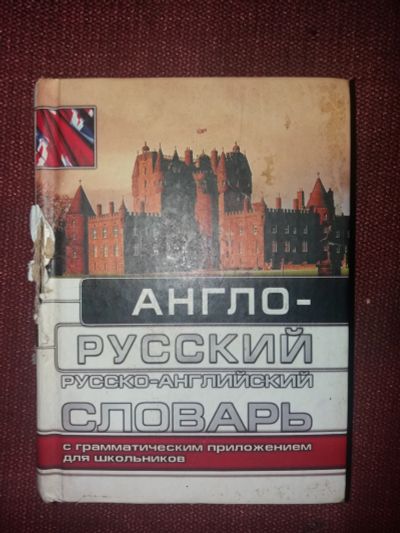 АНГЛО-
РУССКИЙ
РУССКО-АНГЛИЙСКИЙ
СЛОВАРЬ
с грамматическим приложением
для школьников